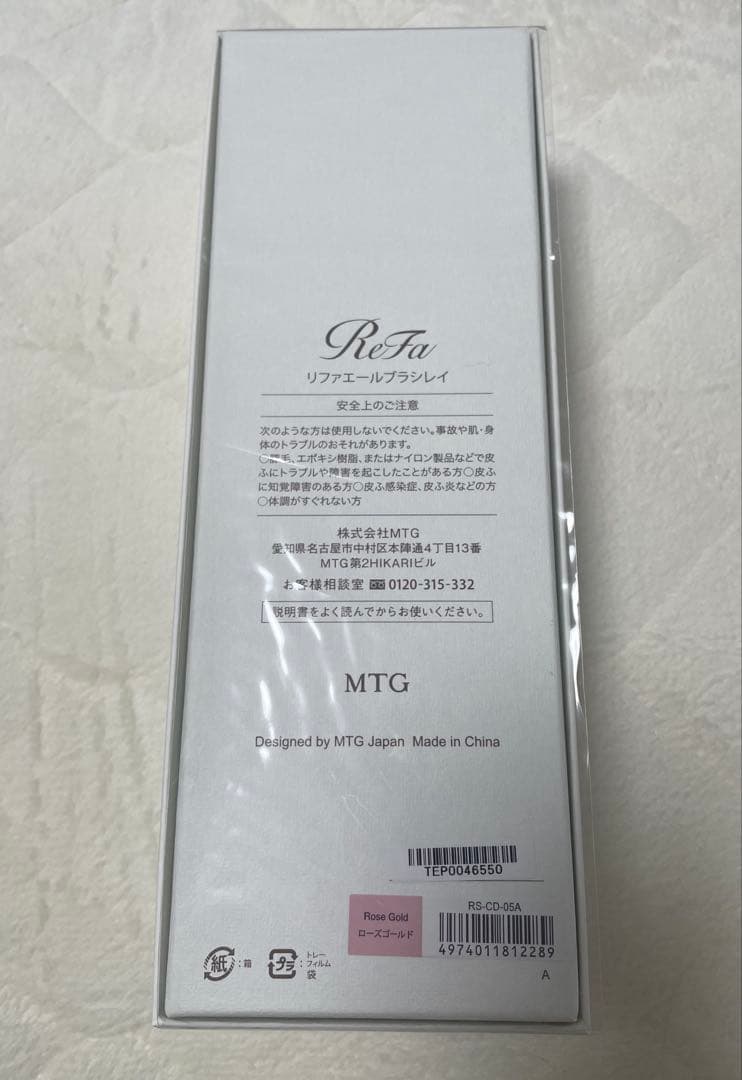 ReFa
リファエールブラシレイ
安全上のご注意
次のような方は使用しないでください。事故や肌・身
体のトラブルのおそれがあります。
毛、エポキシ樹脂、またはナイロン製品などで皮
ふにトラブルや障害を起こしたことがある方○皮ふ
に知覚障害のある方○皮ふ感染症、皮ふ炎などの方
○体調がすぐれない方
株式会社MTG
愛知県名古屋市中村区本陣通4丁目13番
MTG第2HIKARIビル
お客様相談室 0120-315-332
説明書をよく読んでからお使いください。
MTG
Designed by MTG Japan Made in China
TEP0046550
RS-CD-05A
Rose Gold
ローズゴールド
4974011812289
紙 :箱
プラ :トレー
フィルム
袋
A